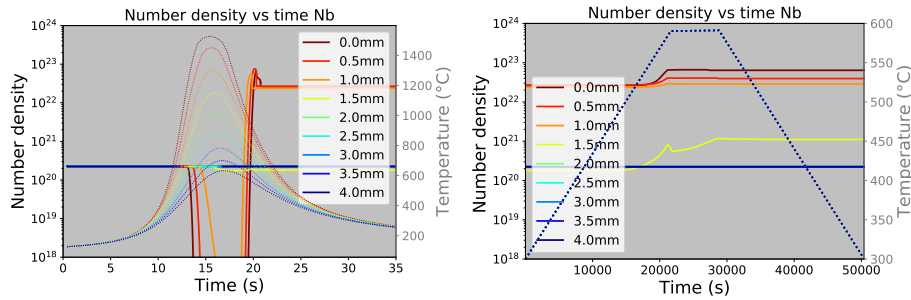 Number density vs time Nb
10^24
10^23
10^22
10^21
10^20
10^19
10^18
Number density
0.0mm
0.5mm
1.0mm
1.5mm
2.0mm
2.5mm
3.0mm
3.5mm
4.0mm
1400
1200
1000
800
600
400
200
Temperature (°C)
0 5 10 15 20 25 30 35
Time (s)
Number density vs time Nb
10^24
10^23
10^22
10^21
10^20
10^19
10^18
Number density
0.0mm
0.5mm
1.0mm
1.5mm
2.0mm
2.5mm
3.0mm
3.5mm
4.0mm
600
550
500
450
400
350
300
Temperature (°C)
10000 20000 30000 40000 50000
Time (s)